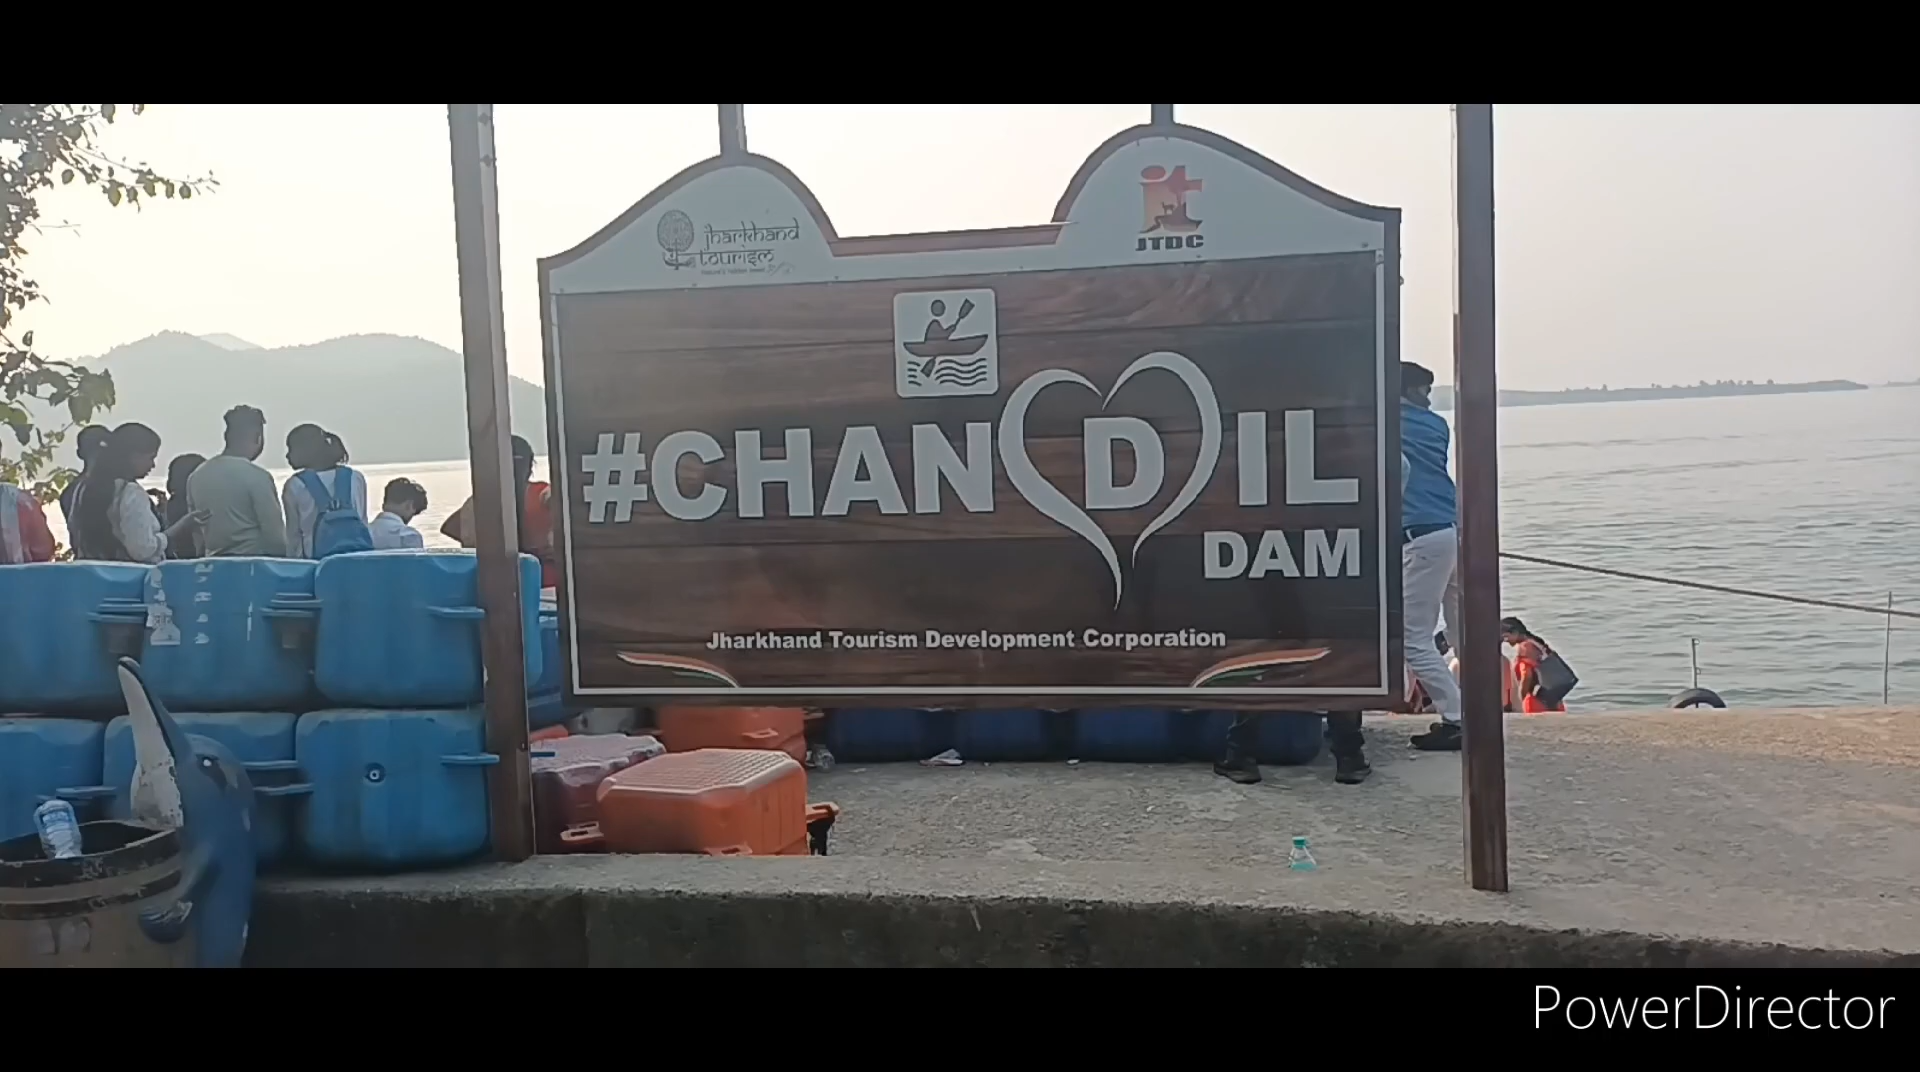 jharkhand
tourism
JTDC
#CHANDIL
DAM
Jharkhand Tourism Development Corporation
PowerDirector